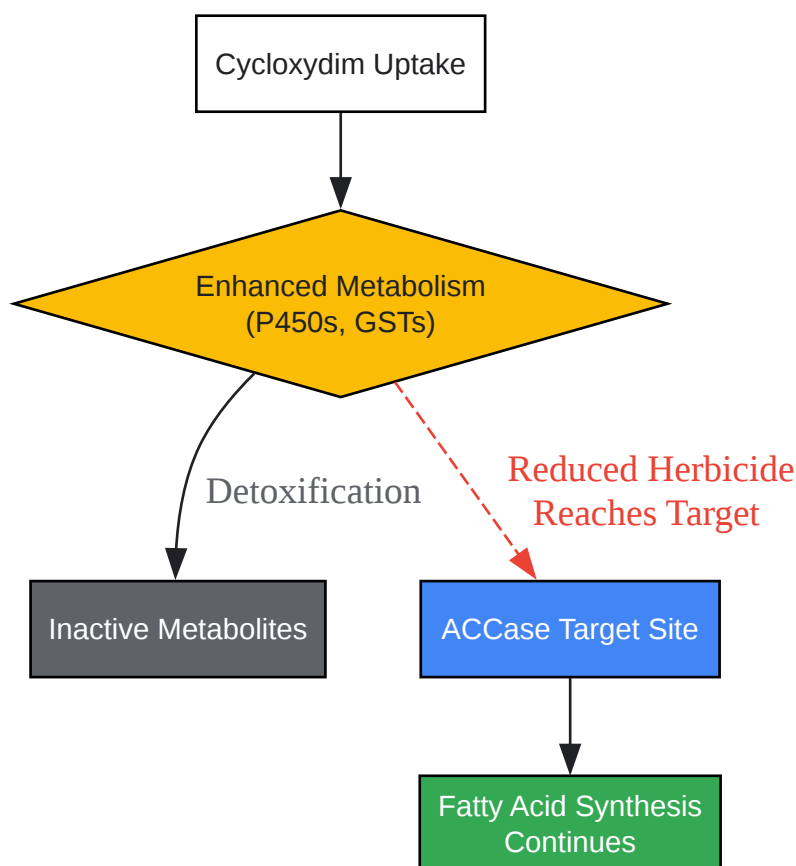 Cycloxydim Uptake
Enhanced Metabolism
(P450s, GSTs)
Detoxification
Reduced Herbicide
Reaches Target
Inactive Metabolites
ACCase Target Site
Fatty Acid Synthesis
Continues